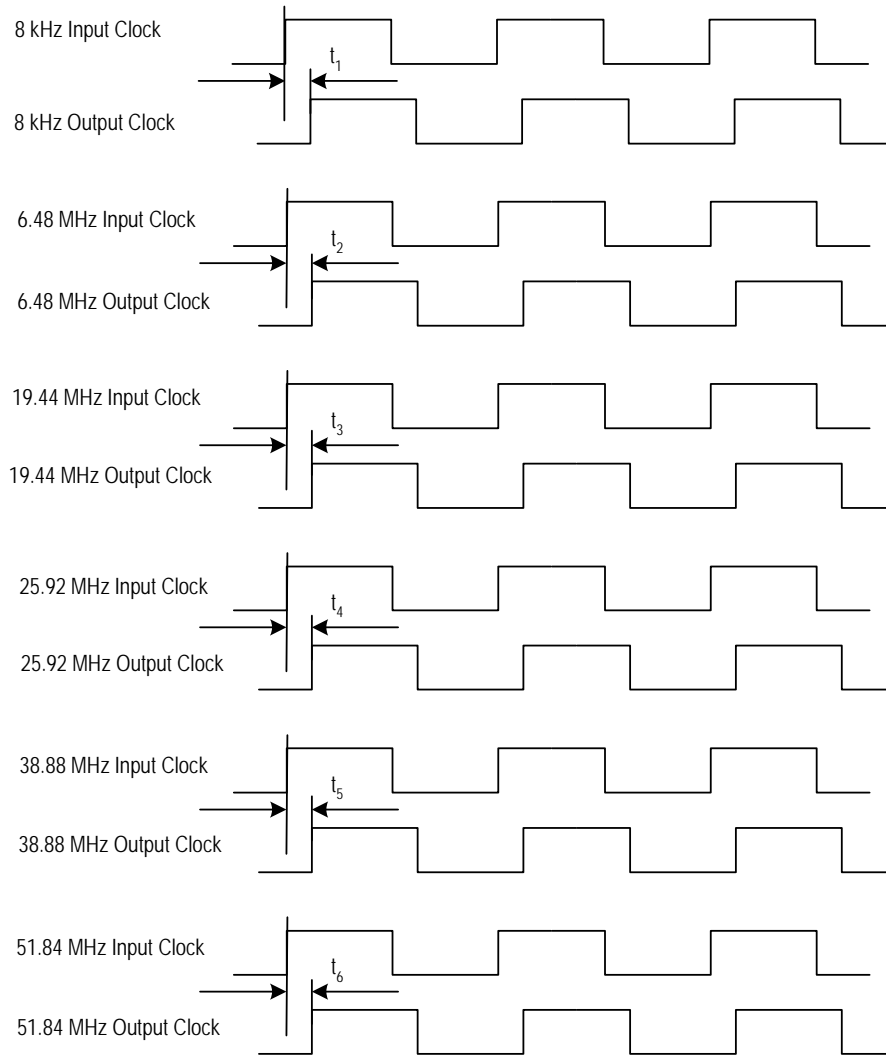 8 kHz Input Clock
t1
8 kHz Output Clock
6.48 MHz Input Clock
t2
6.48 MHz Output Clock
19.44 MHz Input Clock
t3
19.44 MHz Output Clock
25.92 MHz Input Clock
t4
25.92 MHz Output Clock
38.88 MHz Input Clock
t5
38.88 MHz Output Clock
51.84 MHz Input Clock
t6
51.84 MHz Output Clock